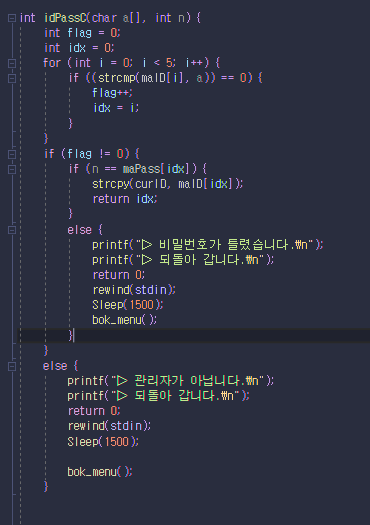 int idPassC(char a[], int n) {
    int flag = 0;
    int idx = 0;
    for (int i = 0; i < 5; i++) {
        if ((strcmp(maID[i], a)) == 0) {
            flag++;
            idx = i;
        }
    }
    if (flag != 0) {
        if (n == maPass[idx]) {
            strcpy(curID, maID[idx]);
            return idx;
        }
        else {
            printf("▷ 비밀번호가 틀렸습니다.₩n");
            printf("▷ 되돌아 갑니다.₩n");
            return 0;
            rewind(stdin);
            Sleep(1500);
            bok_menu();
        }
    }
    else {
        printf("▷ 관리자가 아닙니다.₩n");
        printf("▷ 되돌아 갑니다.₩n");
        return 0;
        rewind(stdin);
        Sleep(1500);
        bok_menu();
    }